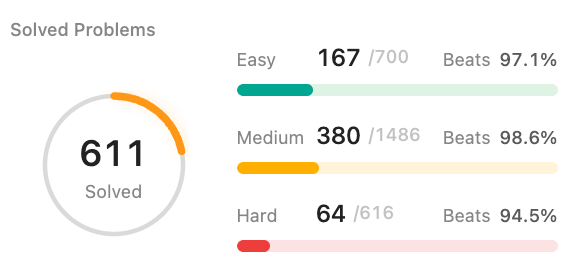 Solved Problems
611
Solved
Easy 167 /700 Beats 97.1%
Medium 380 /1486 Beats 98.6%
Hard 64 /616 Beats 94.5%